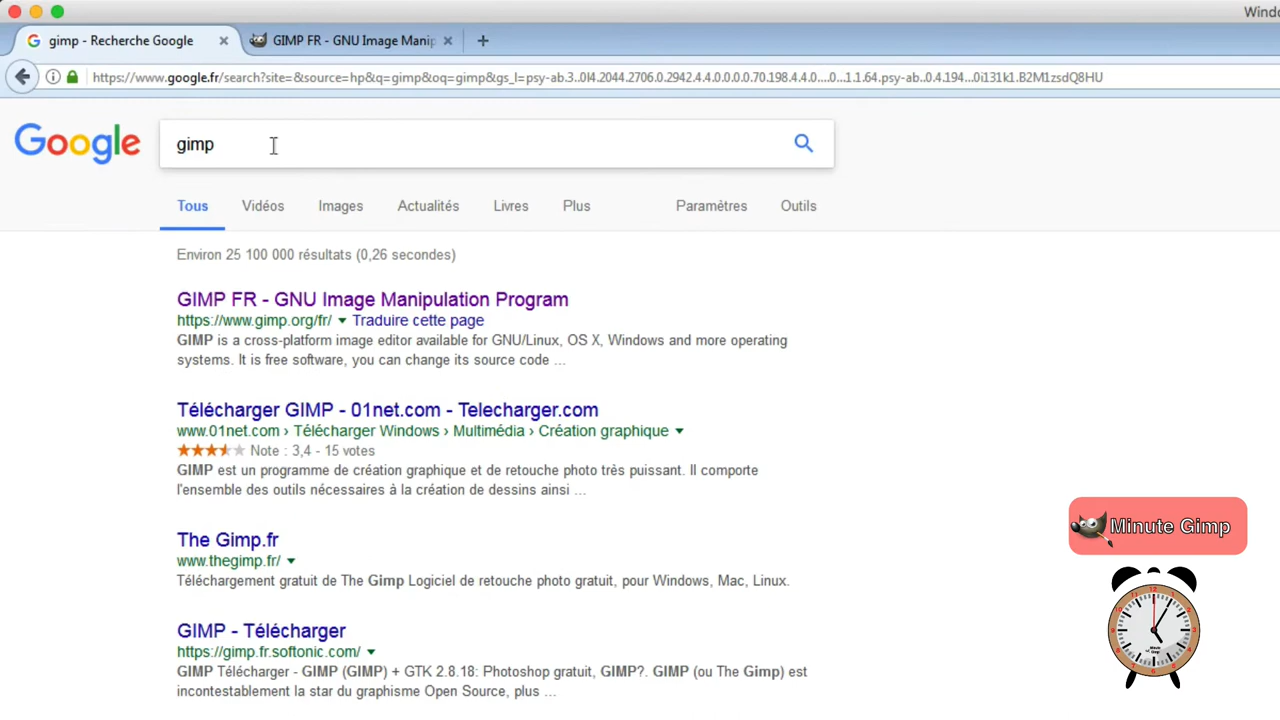 Windo
gimp - Recherche Google
GIMP FR - GNU Image Manip
https://www.google.fr/search?site=&source=hp&q=gimp&oq=gimp&gs_l=psy-ab.3..0l4.2044.2706.0.2942.4.4.0.0.0.0.70.198.4.4.0....0...1.1.64.psy-ab..0.4.194...0i131k1.B2M1zsdQ8HU
Google
gimp
Tous Vidéos Images Actualités Livres Plus Paramètres Outils
Environ 25 100 000 résultats (0,26 secondes)
GIMP FR - GNU Image Manipulation Program
https://www.gimp.org/fr/ Traduire cette page
GIMP is a cross-platform image editor available for GNU/Linux, OS X, Windows and more operating
systems. It is free software, you can change its source code ...
Télécharger GIMP - 01net.com - Telecharger.com
www.01net.com › Télécharger Windows › Multimédia › Création graphique
Note : 3,4 - 15 votes
GIMP est un programme de création graphique et de retouche photo très puissant. Il comporte
l'ensemble des outils nécessaires à la création de dessins ainsi ...
The Gimp.fr
www.thegimp.fr/
Téléchargement gratuit de The Gimp Logiciel de retouche photo gratuit, pour Windows, Mac, Linux.
GIMP - Télécharger
https://gimp.fr.softonic.com/
GIMP Télécharger - GIMP (GIMP) + GTK 2.8.18: Photoshop gratuit, GIMP?. GIMP (ou The Gimp) est
incontestablement la star du graphisme Open Source, plus ...
Minute Gimp